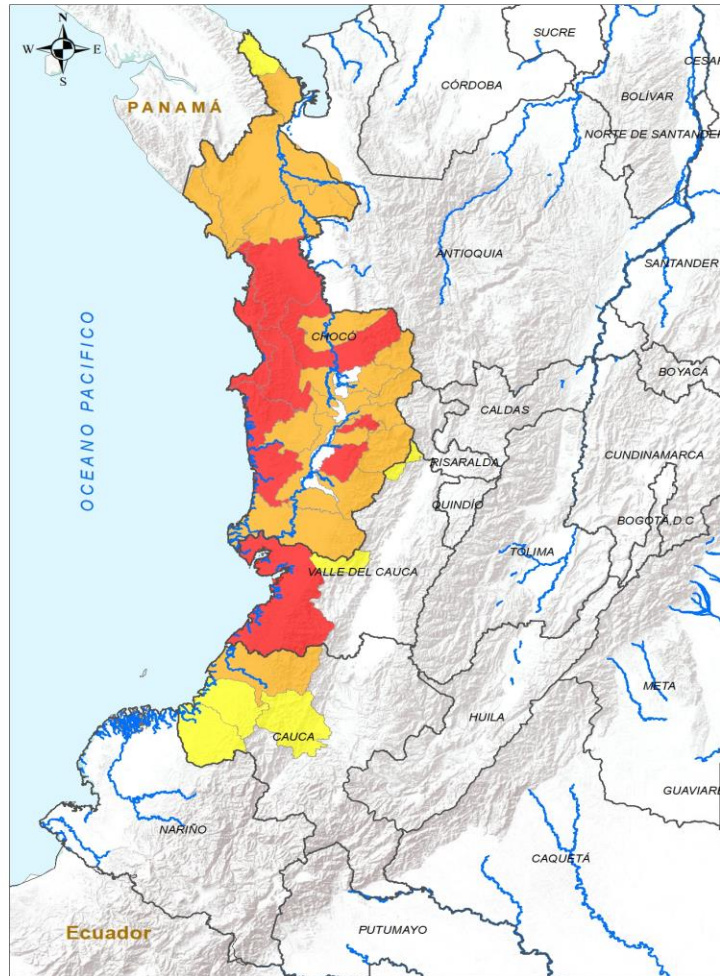 N
W E
S
SUCRE
CESAR
CÓRDOBA
BOLÍVAR
PANAMÁ
NORTE DE SANTANDER
ANTIOQUIA
SANTANDER
OCEANO PACIFICO
CHOCÓ
BOYACÁ
CALDAS
CUNDINAMARCA
RISARALDA
QUINDÍO
BOGOTÁ, D.C
TOLIMA
VALLE DEL CAUCA
META
HUILA
CAUCA
GUAVIARE
NARIÑO
CAQUETÁ
PUTUMAYO
Ecuador